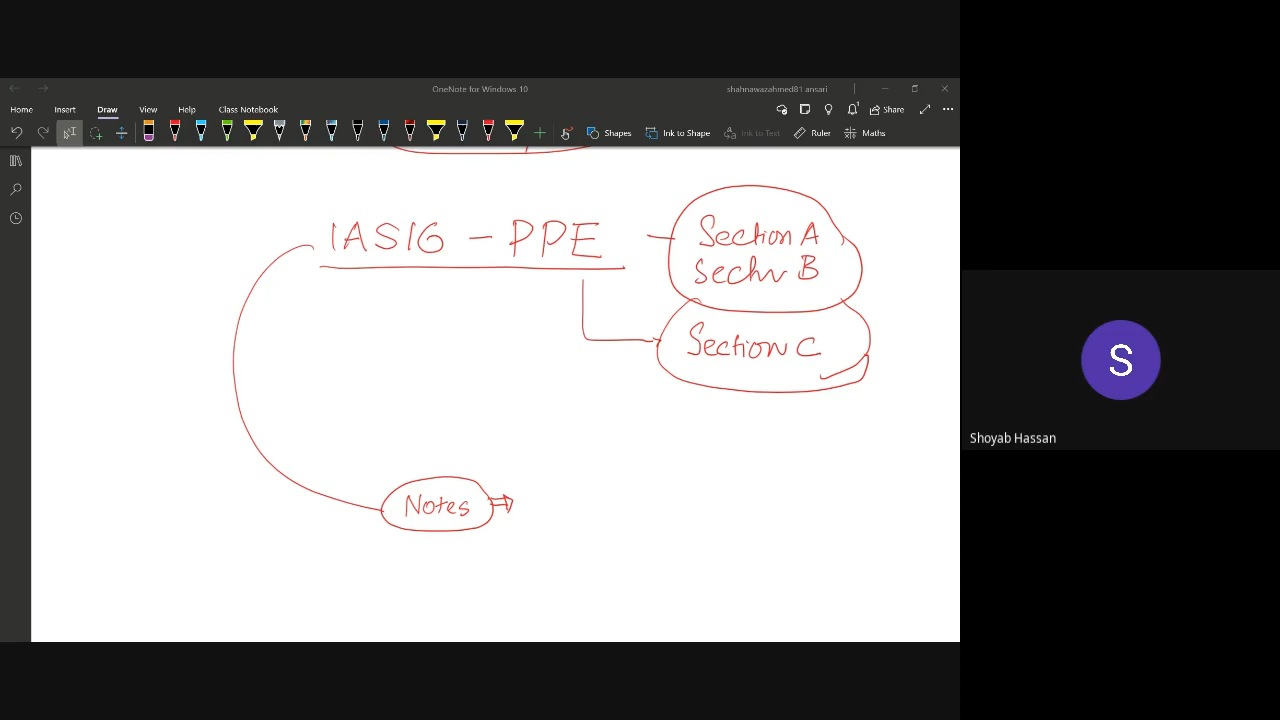 OneNote for Windows 10
shahnawazahmed81 ansari
Home Insert Draw View Help Class Notebook
Share
Shapes Ink to Shape Ink to Text Ruler Maths
IAS16 - PPE
Section A
Sechn B
Section C
Notes
S
Shoyab Hassan